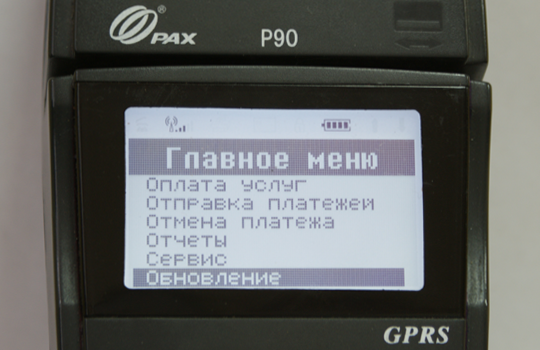 PAX
P90
Главное меню
Оплата услуг
Отправка платежей
Отмена платежа
Отчеты
Сервис
Обновление
GPRS